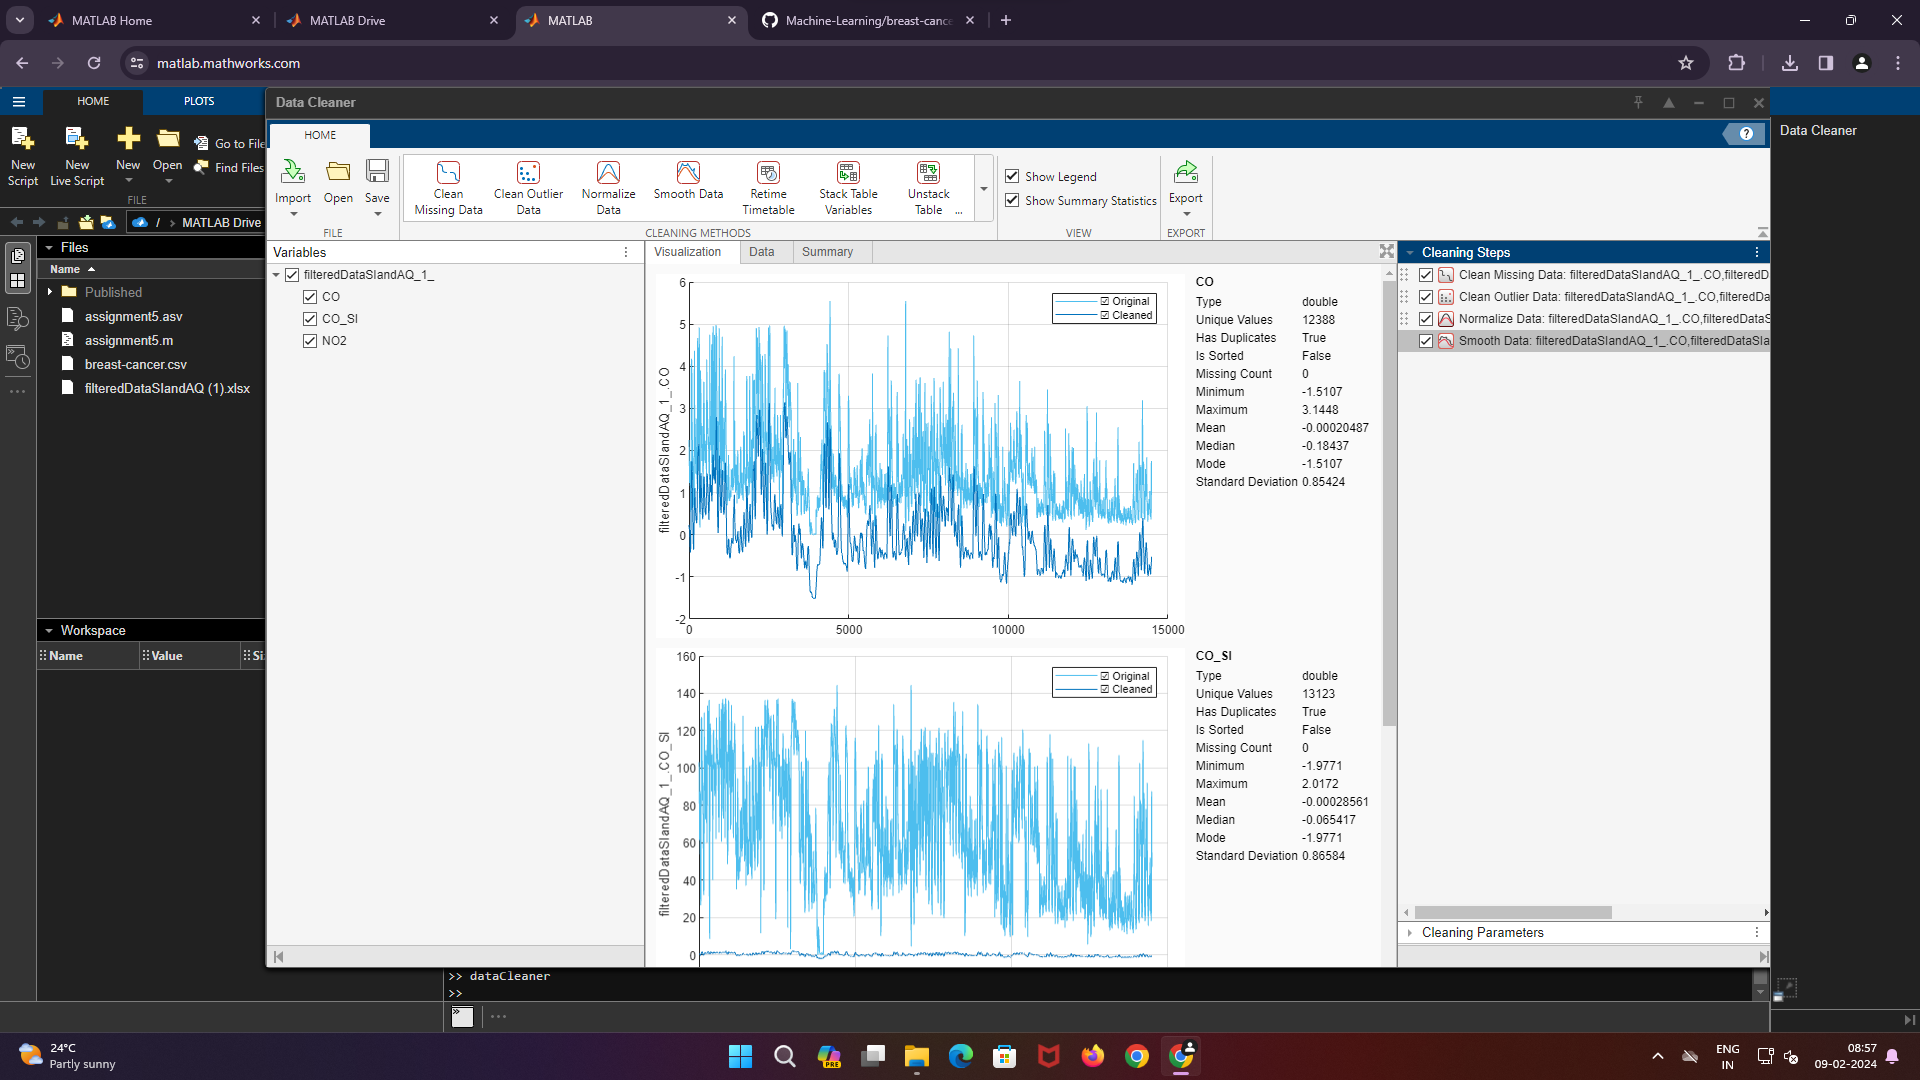 MATLAB Home
MATLAB Drive
MATLAB
Machine-Learning/breast-cance
matlab.mathworks.com
HOME
PLOTS
New Script
New Live Script
New
Open
Go to File
Find Files
FILE
/ > MATLAB Drive
Files
Name
Published
assignment5.asv
assignment5.m
breast-cancer.csv
filteredDataSIandAQ (1).xlsx
Workspace
Name
Value
Si
Data Cleaner
HOME
?
Import
Open
Save
FILE
Clean Missing Data
Clean Outlier Data
Normalize Data
Smooth Data
Retime Timetable
Stack Table Variables
Unstack Table ...
CLEANING METHODS
Show Legend
Show Summary Statistics
VIEW
Export
EXPORT
Variables
filteredDataSIandAQ_1_
CO
CO_SI
NO2
Visualization
Data
Summary
filteredDataSIandAQ_1_.CO
6
5
4
3
2
1
0
-1
-2
0
5000
10000
15000
Original
Cleaned
CO
Type double
Unique Values 12388
Has Duplicates True
Is Sorted False
Missing Count 0
Minimum -1.5107
Maximum 3.1448
Mean -0.00020487
Median -0.18437
Mode -1.5107
Standard Deviation 0.85424
filteredDataSIandAQ_1_.CO_SI
160
140
120
100
80
60
40
20
0
Original
Cleaned
CO_SI
Type double
Unique Values 13123
Has Duplicates True
Is Sorted False
Missing Count 0
Minimum -1.9771
Maximum 2.0172
Mean -0.00028561
Median -0.065417
Mode -1.9771
Standard Deviation 0.86584
Cleaning Steps
Clean Missing Data: filteredDataSIandAQ_1_.CO,filteredD
Clean Outlier Data: filteredDataSIandAQ_1_.CO,filteredDa
Normalize Data: filteredDataSIandAQ_1_.CO,filteredDataS
Smooth Data: filteredDataSIandAQ_1_.CO,filteredDataSIa
Cleaning Parameters
Data Cleaner
>> dataCleaner
>>
24°C
Partly sunny
PRE
ENG
IN
08:57
09-02-2024